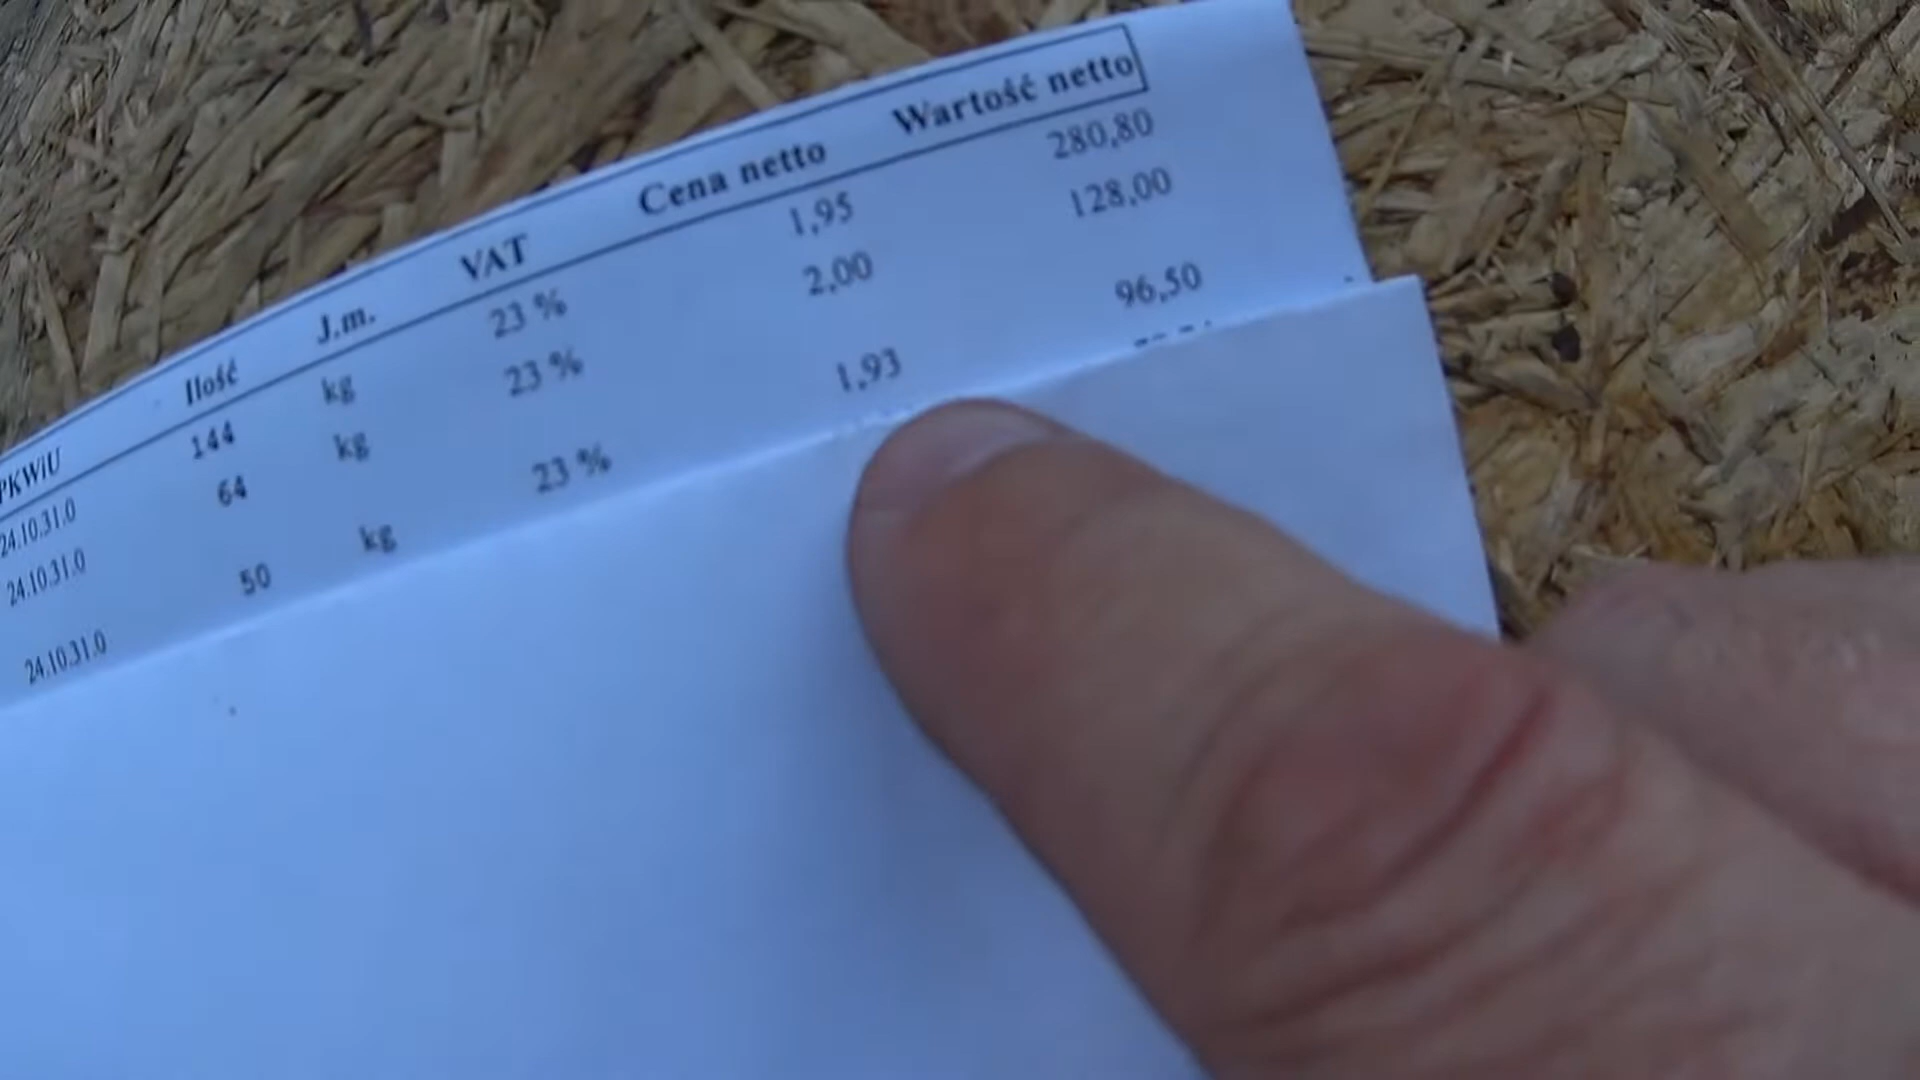 PKWiU Ilość J.m. VAT Cena netto Wartość netto
24.10.31.0 144 kg 23 % 1,95 280,80
24.10.31.0 64 kg 23 % 2,00 128,00
24.10.31.0 50 kg 23 % 1,93 96,50